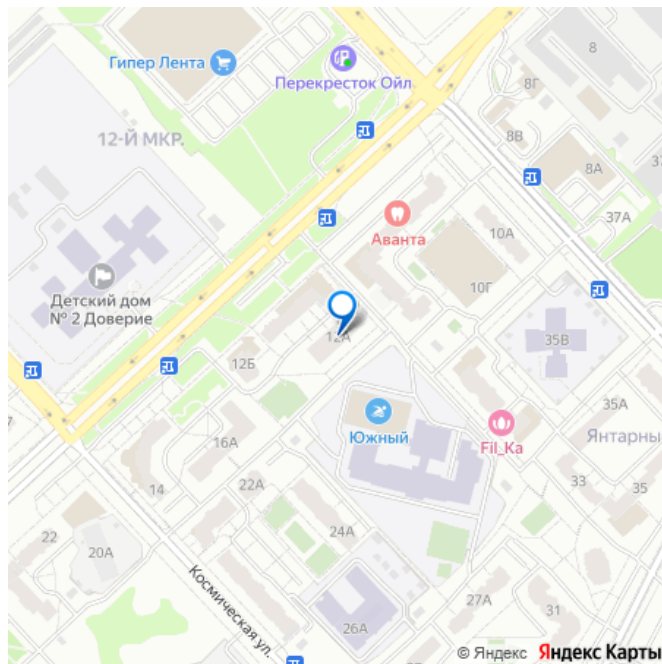 8
Гипер Лента
Перекресток Ойл
8Г
12-Й МКР.
8В
8А
37
37А
Аванта
10А
10Г
Детский дом
№ 2 Доверие
12А
35В
12Б
35А
16А
Южный
Fil_Ka
Янтарны
22А
33
35
14
22
20А
24А
Космическая ул.
27А
31
26А
© Яндекс Яндекс Карты